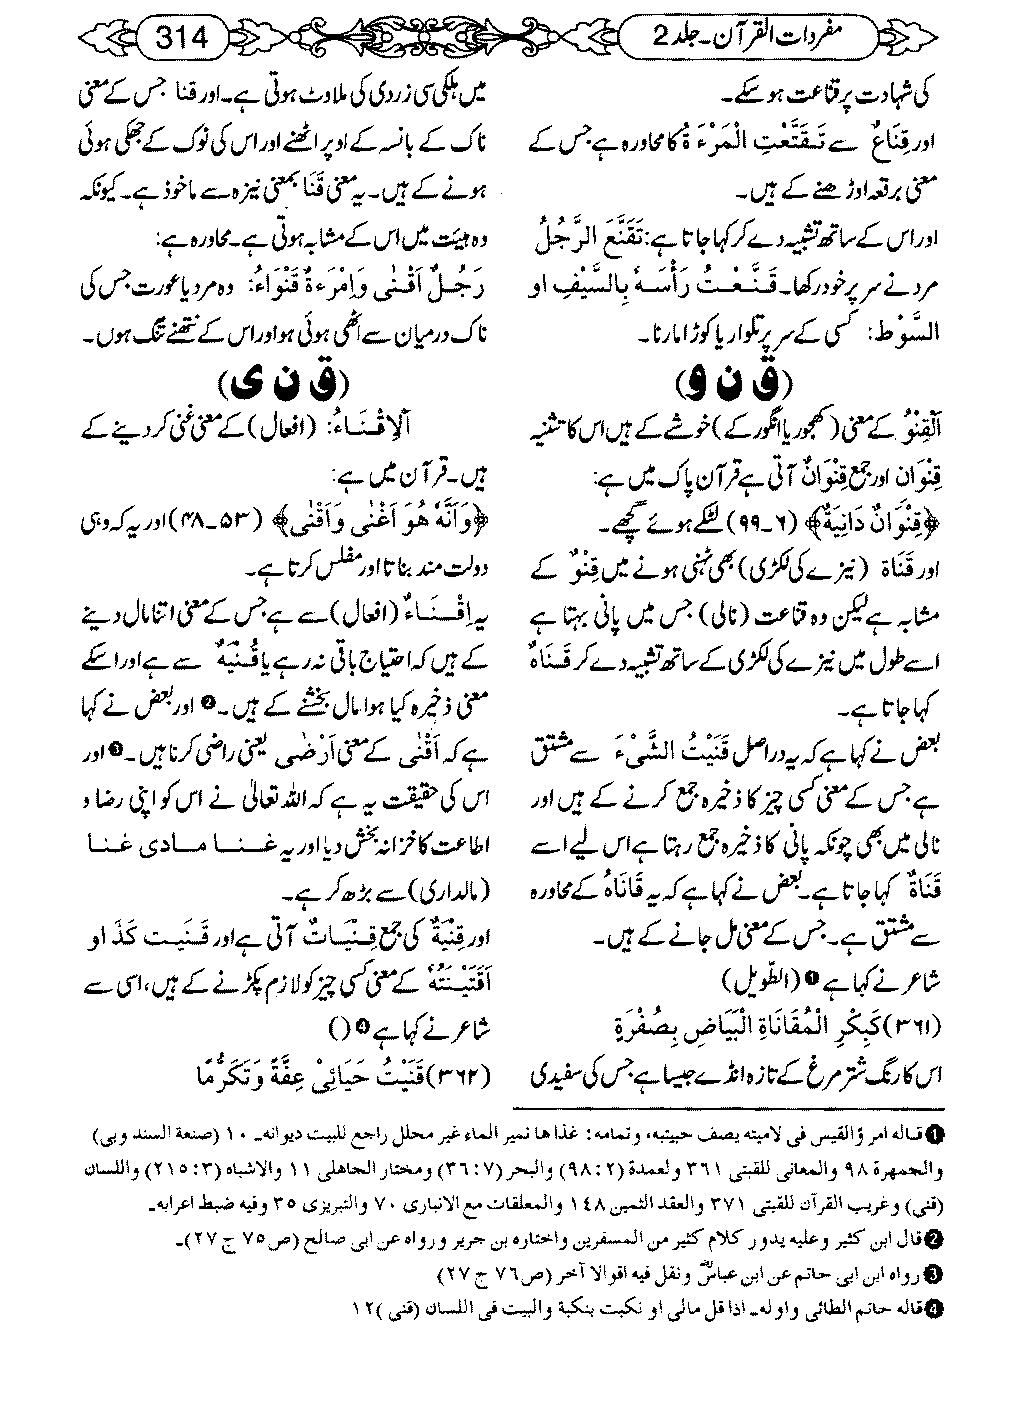 مفردات القرآن۔جلد 2
314
کی شہادت پر قناعت ہو سکے۔
اور قِنَاعٌ سے تَقَنَّعَتِ الْمَرْءَةُ کا محاورہ ہے جس کے
معنی برقعہ اوڑھنے کے ہیں۔
اور اس کے ساتھ تشبیہ دے کر کہا جاتا ہے: تَقَنَّعَ الرَّجُلُ
مرد نے سر پر خود رکھا۔ قَنَّعْتُ رَأْسَهٗ بِالسَّيْفِ او
السَّوْط: کسی کے سر پر تلوار یا کوڑا مارنا۔
(ق ن و)
اَلْقِنْوُ کے معنی (کھجور یا انگور کے) خوشے کے ہیں اس کا تثنیہ
قِنْوَان اور جمع قِنْوَانٌ آتی ہے قرآن پاک میں ہے:
﴿قِنْوَانٌ دَانِيَةٌ﴾ (۶۔۹۹) لٹکے ہوئے گچھے۔
اور قَنَاة (نیزے کی لکڑی) بھی ٹہنی ہونے میں قِنْوٌ کے
مشابہ ہے لیکن وہ قناعت (نالی) جس میں پانی بہتا ہے
اسے طول میں نیزے کی لکڑی کے ساتھ تشبیہ دے کر قَنَاةٌ
کہا جاتا ہے۔
بعض نے کہا ہے کہ یہ دراصل قَنَيْتُ الشَّيْءَ سے مشتق
ہے جس کے معنی کسی چیز کا ذخیرہ جمع کرنے کے ہیں اور
نالی میں بھی چونکہ پانی کا ذخیرہ جمع رہتا ہے اس لیے اسے
قَنَاةٌ کہا جاتا ہے۔ بعض نے کہا ہے کہ یہ قَانَاهُ کے محاورہ
سے مشتق ہے۔ جس کے معنی مل جانے کے ہیں۔
شاعر نے کہا ہے ❶ (الطّویل)
(۳۶۱) كَبِكْرِ الْمُقَانَاةِ الْبَيَاضِ بِصُفْرَةٍ
اس کا رنگ شتر مرغ کے تازہ انڈے جیسا ہے جس کی سفیدی
میں ہلکی سی زردی کی ملاوٹ ہوتی ہے۔ اور قنا جس کے معنی
ناک کے بانسہ کے اوپر اٹھنے اور اس کی نوک کے جھکی ہوئی
ہونے کے ہیں۔ یہ معنی قَنَا بمعنی نیزہ سے ماخوذ ہے۔ کیونکہ
وہ ہیئت میں اس کے مشابہ ہوتی ہے۔ محاورہ ہے:
رَجُلٌ اَقْنٰى وَاِمْرَءَةٌ قَنْوَاءُ: وہ مرد یا عورت جس کی
ناک درمیان سے اٹھی ہوئی ہو اور اس کے نتھنے تنگ ہوں۔
(ق ن ی)
اَلْاِقْنَاءُ: (افعال) کے معنی غنی کر دینے کے
ہیں۔ قرآن میں ہے:
﴿وَاَنَّهٗ هُوَ اَغْنٰى وَاَقْنٰى﴾ (۵۳۔۴۸) اور یہ کہ وہی
دولت مند بناتا اور مفلس کرتا ہے۔
یہ اِقْنَاءٌ (افعال) سے ہے جس کے معنی اتنا مال دینے
کے ہیں کہ احتیاج باقی نہ رہے یا قُنْيَةٌ سے ہے اور اسکے
معنی ذخیرہ کیا ہوا مال بخشنے کے ہیں۔ ❷ اور بعض نے کہا
ہے کہ اَقْنٰى کے معنی اَرْضٰى یعنی راضی کرنا ہیں۔ ❸ اور
اس کی حقیقت یہ ہے کہ اللہ تعالیٰ نے اس کو اپنی رضا و
اطاعت کا خزانہ بخش دیا اور یہ غنا مادی غنا
(مالداری) سے بڑھ کر ہے۔
اور قِنْيَةٌ کی جمع قِنْيَاتٌ آتی ہے اور قَنَيْت كَذَا او
اَقْتَنَيْتُهٗ کے معنی کسی چیز کو لازم پکڑنے کے ہیں، اسی سے
شاعر نے کہا ہے ❹ ()
(۳۶۲) قَنَيْتُ حَيَائِيْ عِفَّةً وَتَكَرُّمًا
❶ قاله امرؤ القيس فى لاميته يصف حبيبته، وتمامه: غذاها نمير الماء غير محلل راجع للبيت ديوانه۔ ۱۰ (صنعة السندوبى)
والجمهرة ۹۸ والمعانى للقبتى ۳۶۱ ولعمدة (۲ : ۹۸) والبحر (۷ : ۳۶) ومختار الجاهلى ۱۱ والاشباه (۳ : ۲۱۵) واللسان
(قنى) وغريب القرآن للقبتى ۳۷۱ والعقد الثمين ۱۴۸ والمعلقات مع الانبارى ۷۰ والتبريزى ۳۵ وفيه ضبط اعرابه۔
❷ قال ابن كثير وعليه يدور كلام كثير من المسفرين واختاره بن جرير ورواه عن ابى صالح (ص ۷۵ ج ۲۷)۔
❸ رواه ابن ابى حاتم عن ابن عباسؓ ونقل فيه اقوالا آخر (ص ۷۶ ج ۲۷)
❹ قاله حاتم الطائى واوله۔ اذا قل مالى او نكبت بنكبة والبيت فى اللسان (قنى )۱۲